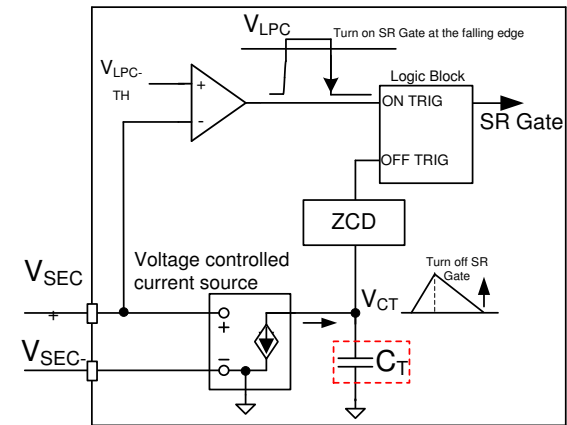 VLPC
Turn on SR Gate at the falling edge
VLPC-
TH
+
-
Logic Block
ON TRIG
SR Gate
OFF TRIG
ZCD
Voltage controlled
current source
Turn off SR
Gate
VSEC
+
VCT
+
VSEC-
−
CT